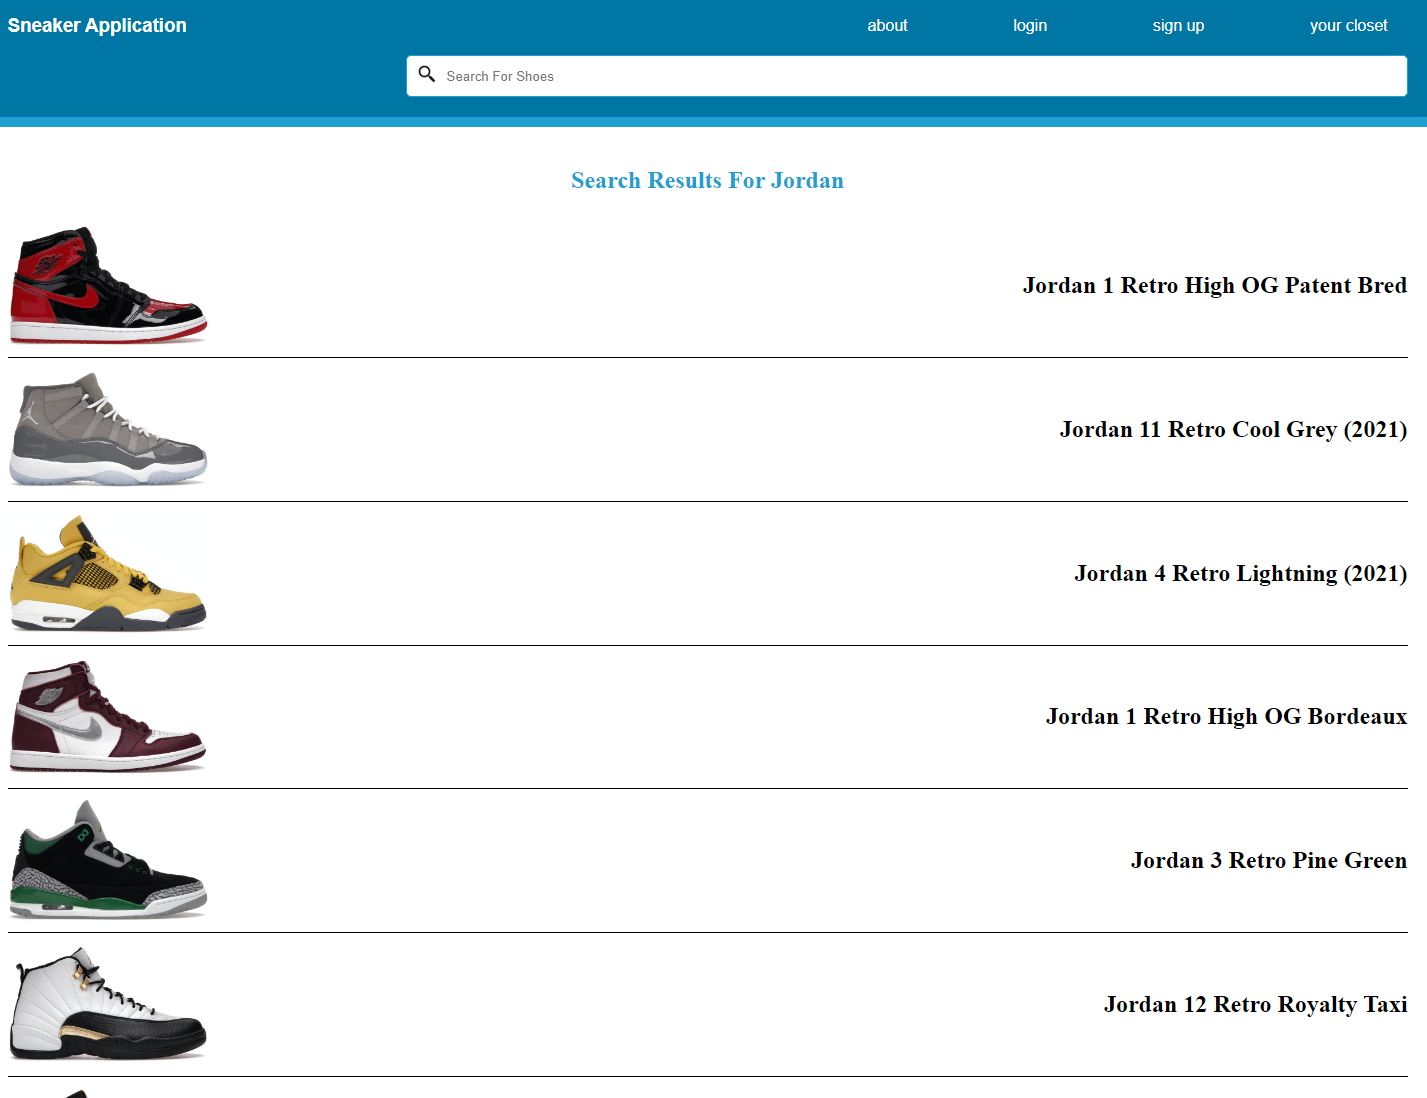 Sneaker Application
about
login
sign up
your closet
Search For Shoes
Search Results For Jordan
Jordan 1 Retro High OG Patent Bred
Jordan 11 Retro Cool Grey (2021)
Jordan 4 Retro Lightning (2021)
Jordan 1 Retro High OG Bordeaux
Jordan 3 Retro Pine Green
Jordan 12 Retro Royalty Taxi